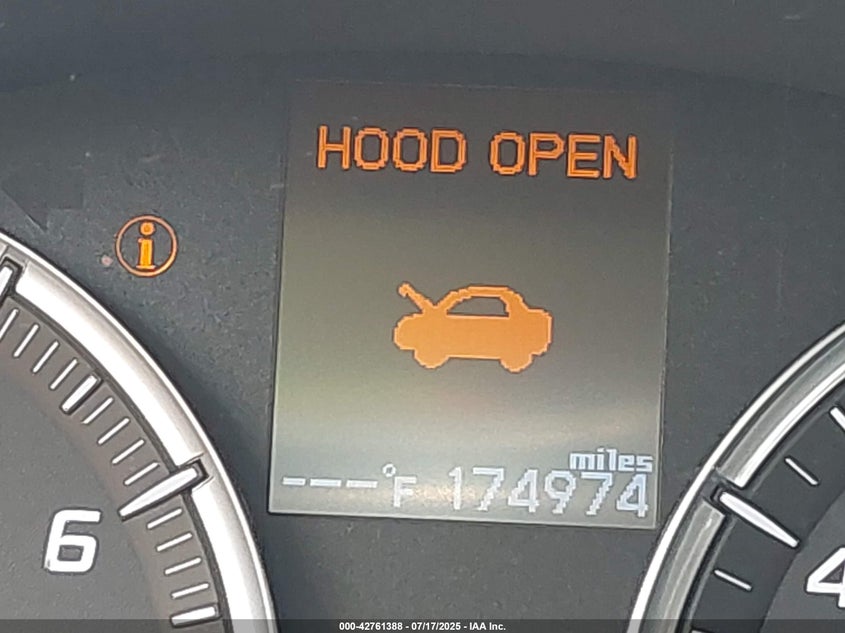 HOOD OPEN
i
miles
---°F 174974
6
4
000-42761388 - 07/17/2025 - IAA Inc.